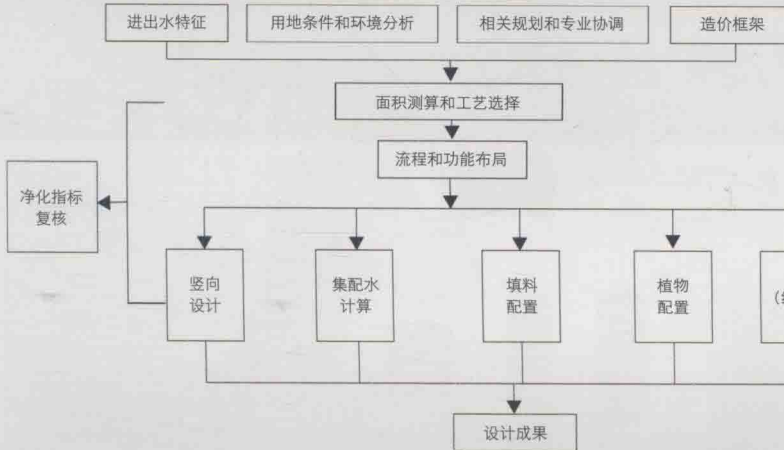 进出水特征
用地条件和环境分析
相关规划和专业协调
造价框架
面积测算和工艺选择
流程和功能布局
净化指标
复核
竖向
设计
集配水
计算
填料
配置
植物
配置
设计成果